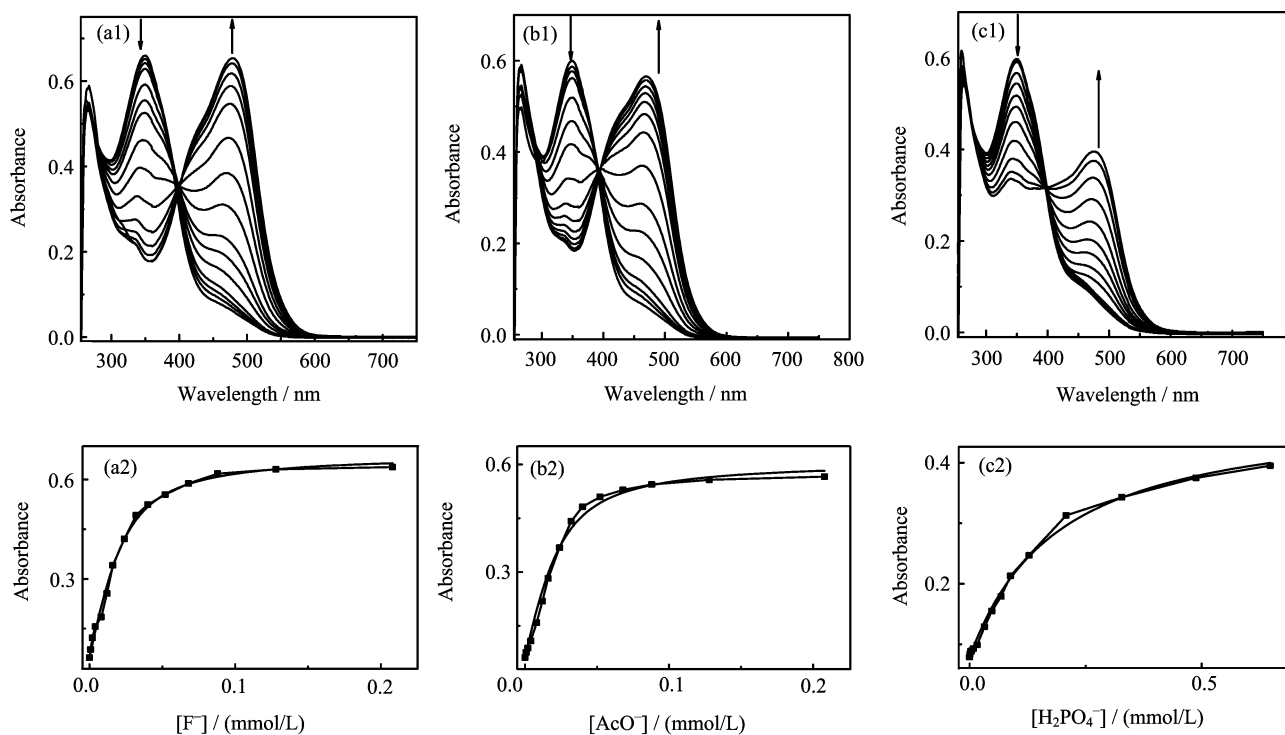 (a1)
0.6
0.4
0.2
0.0
Absorbance
300 400 500 600 700
Wavelength / nm
(b1)
0.6
0.4
0.2
0.0
Absorbance
300 400 500 600 700 800
Wavelength / nm
(c1)
0.6
0.4
0.2
0.0
Absorbance
300 400 500 600 700
Wavelength / nm
(a2)
0.6
0.3
Absorbance
0.0 0.1 0.2
[F⁻] / (mmol/L)
(b2)
0.6
0.3
Absorbance
0.0 0.1 0.2
[AcO⁻] / (mmol/L)
(c2)
0.4
0.2
Absorbance
0.0 0.5
[H₂PO₄⁻] / (mmol/L)